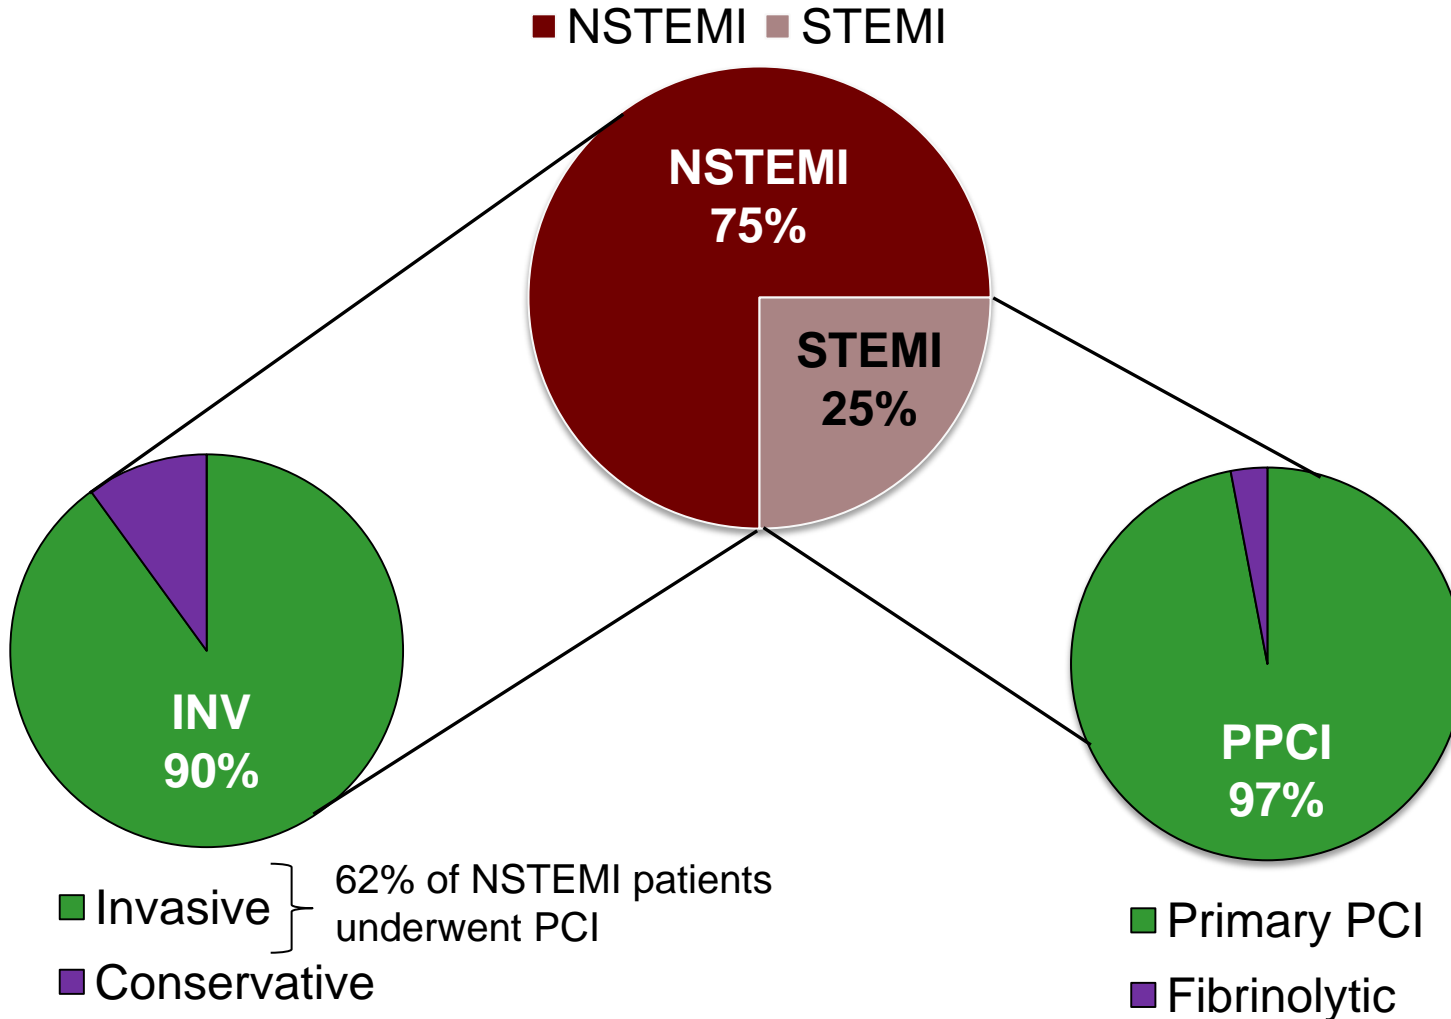 NSTEMI STEMI
NSTEMI
75%
STEMI
25%
INV
90%
PPCI
97%
Invasive
62% of NSTEMI patients
underwent PCI
Conservative
Primary PCI
Fibrinolytic